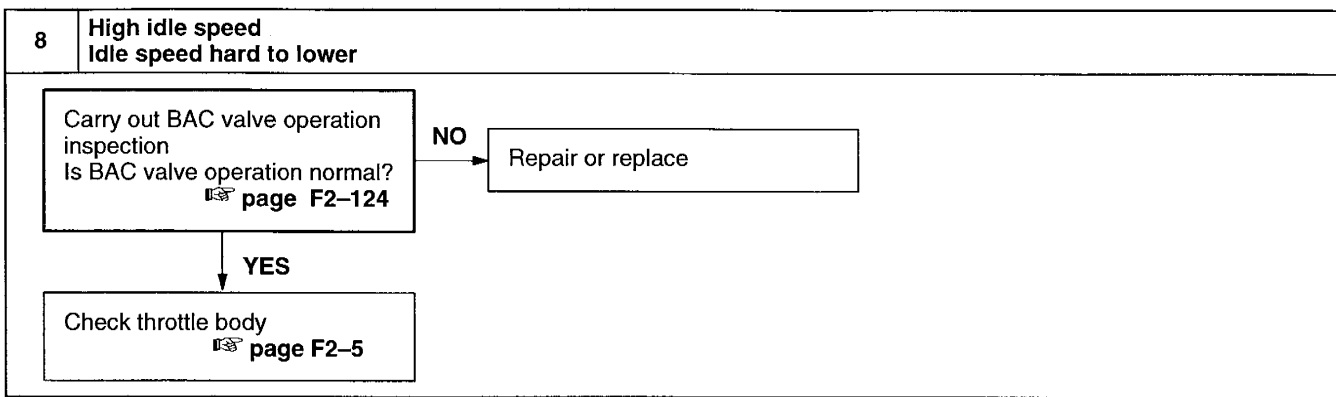 8
High idle speed
Idle speed hard to lower
Carry out BAC valve operation
inspection
Is BAC valve operation normal?
☞ page F2–124
NO
Repair or replace
YES
Check throttle body
☞ page F2–5